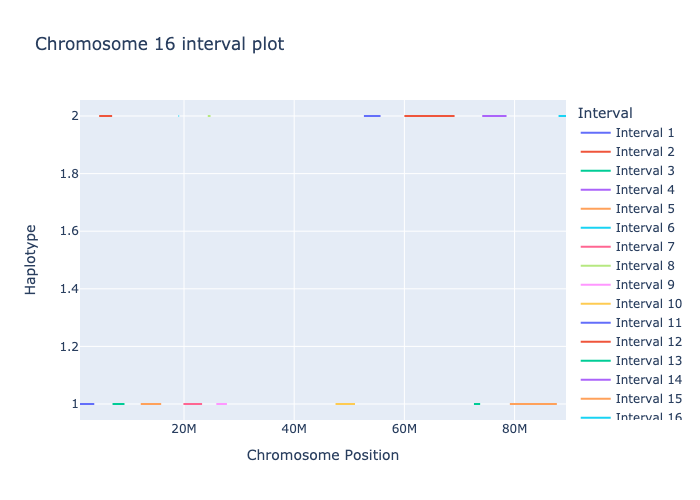 Chromosome 16 interval plot
Interval
Interval 1
Interval 2
Interval 3
Interval 4
Interval 5
Interval 6
Interval 7
Interval 8
Interval 9
Interval 10
Interval 11
Interval 12
Interval 13
Interval 14
Interval 15
Interval 16
Haplotype
2
1.8
1.6
1.4
1.2
1
20M 40M 60M 80M
Chromosome Position